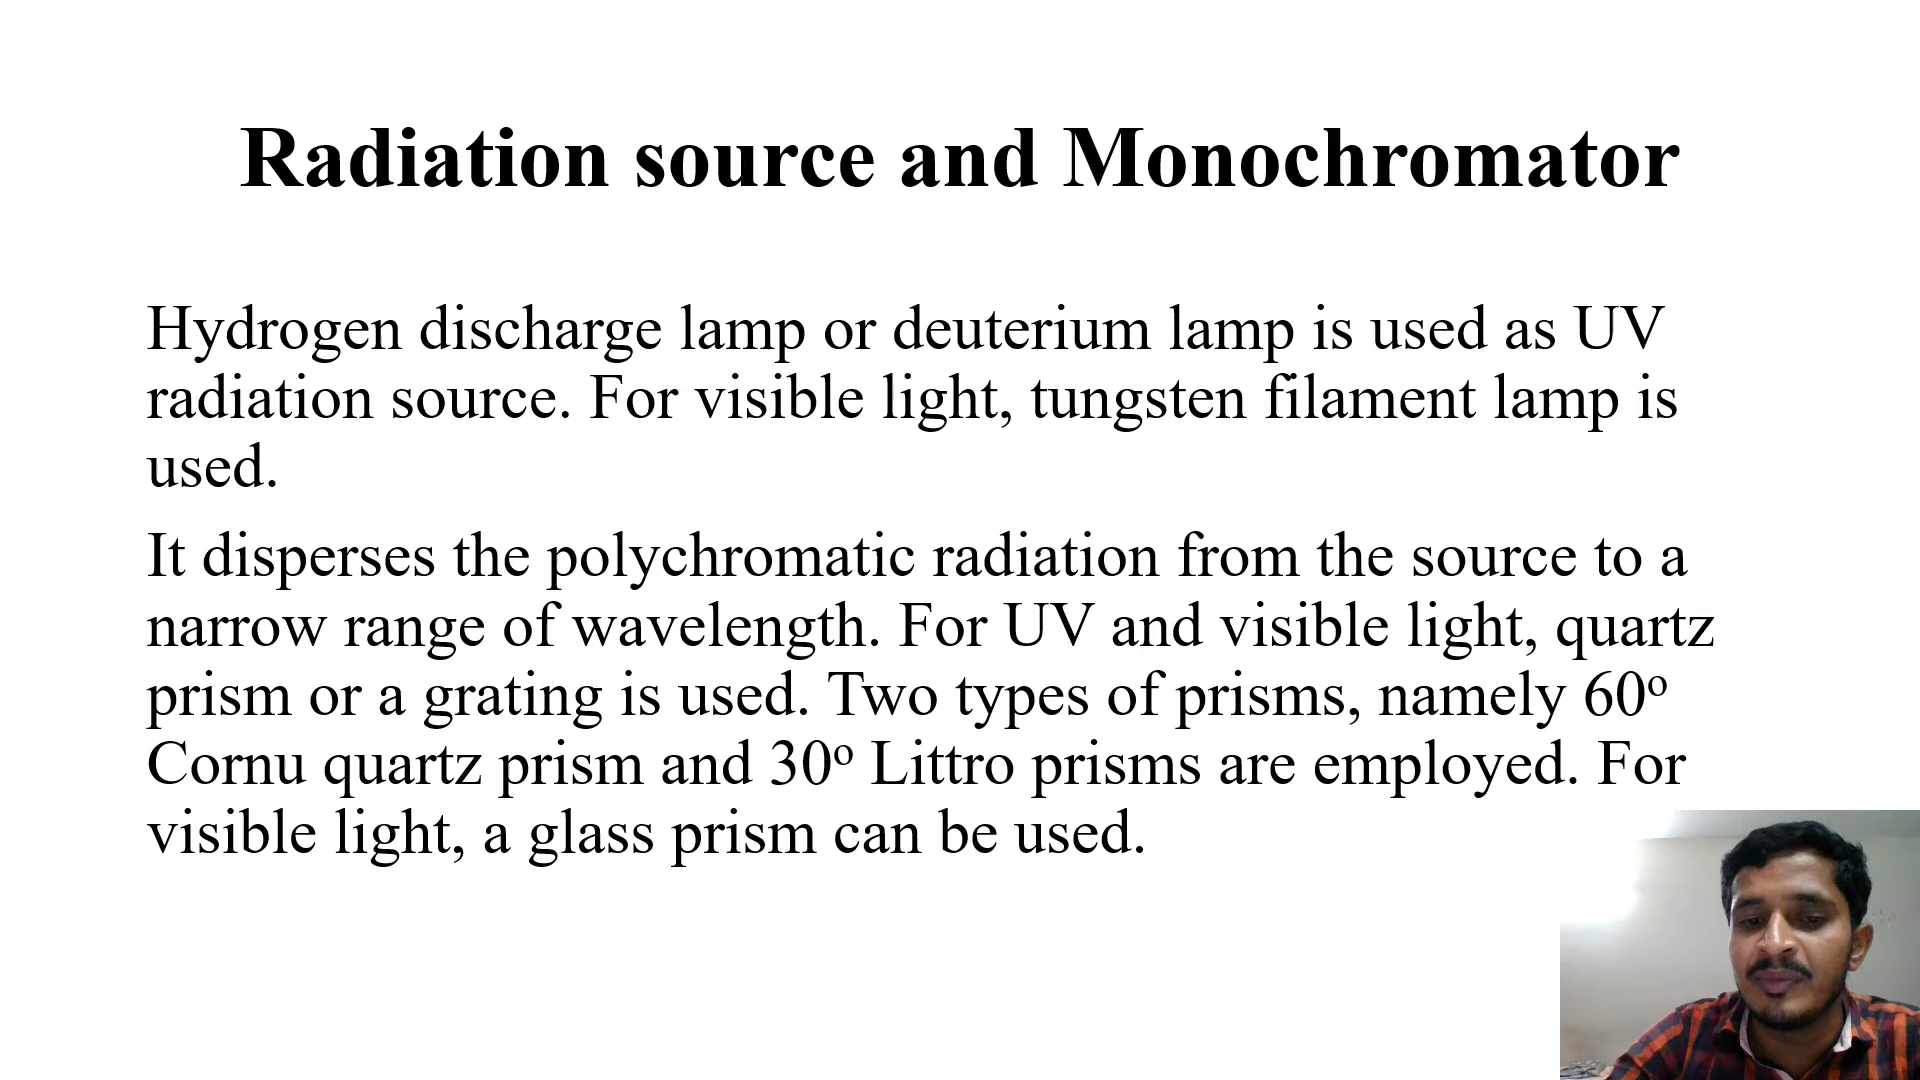 Radiation source and Monochromator
Hydrogen discharge lamp or deuterium lamp is used as UV
radiation source. For visible light, tungsten filament lamp is
used.
It disperses the polychromatic radiation from the source to a
narrow range of wavelength. For UV and visible light, quartz
prism or a grating is used. Two types of prisms, namely 60º
Cornu quartz prism and 30º Littro prisms are employed. For
visible light, a glass prism can be used.